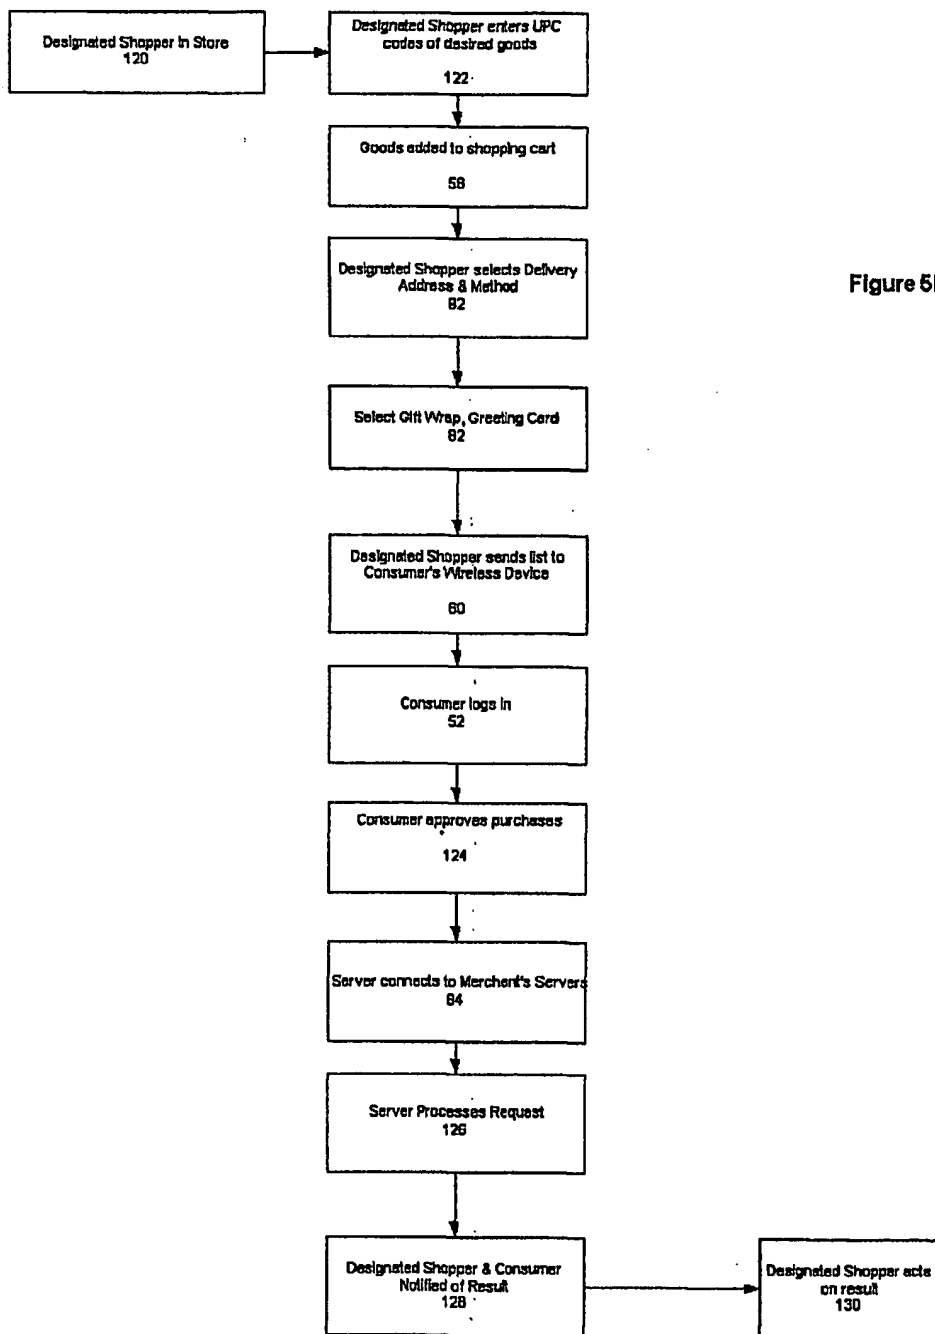 Designated Shopper in Store
120
Designated Shopper enters UPC
codes of desired goods
122
Goods added to shopping cart
58
Designated Shopper selects Delivery
Address & Method
82
Select Gift Wrap, Greeting Card
82
Designated Shopper sends list to
Consumer's Wireless Device
60
Consumer logs in
52
Consumer approves purchases
124
Server connects to Merchant's Servers
84
Server Processes Request
126
Designated Shopper & Consumer
Notified of Result
128
Designated Shopper acts
on result
130
Figure 5